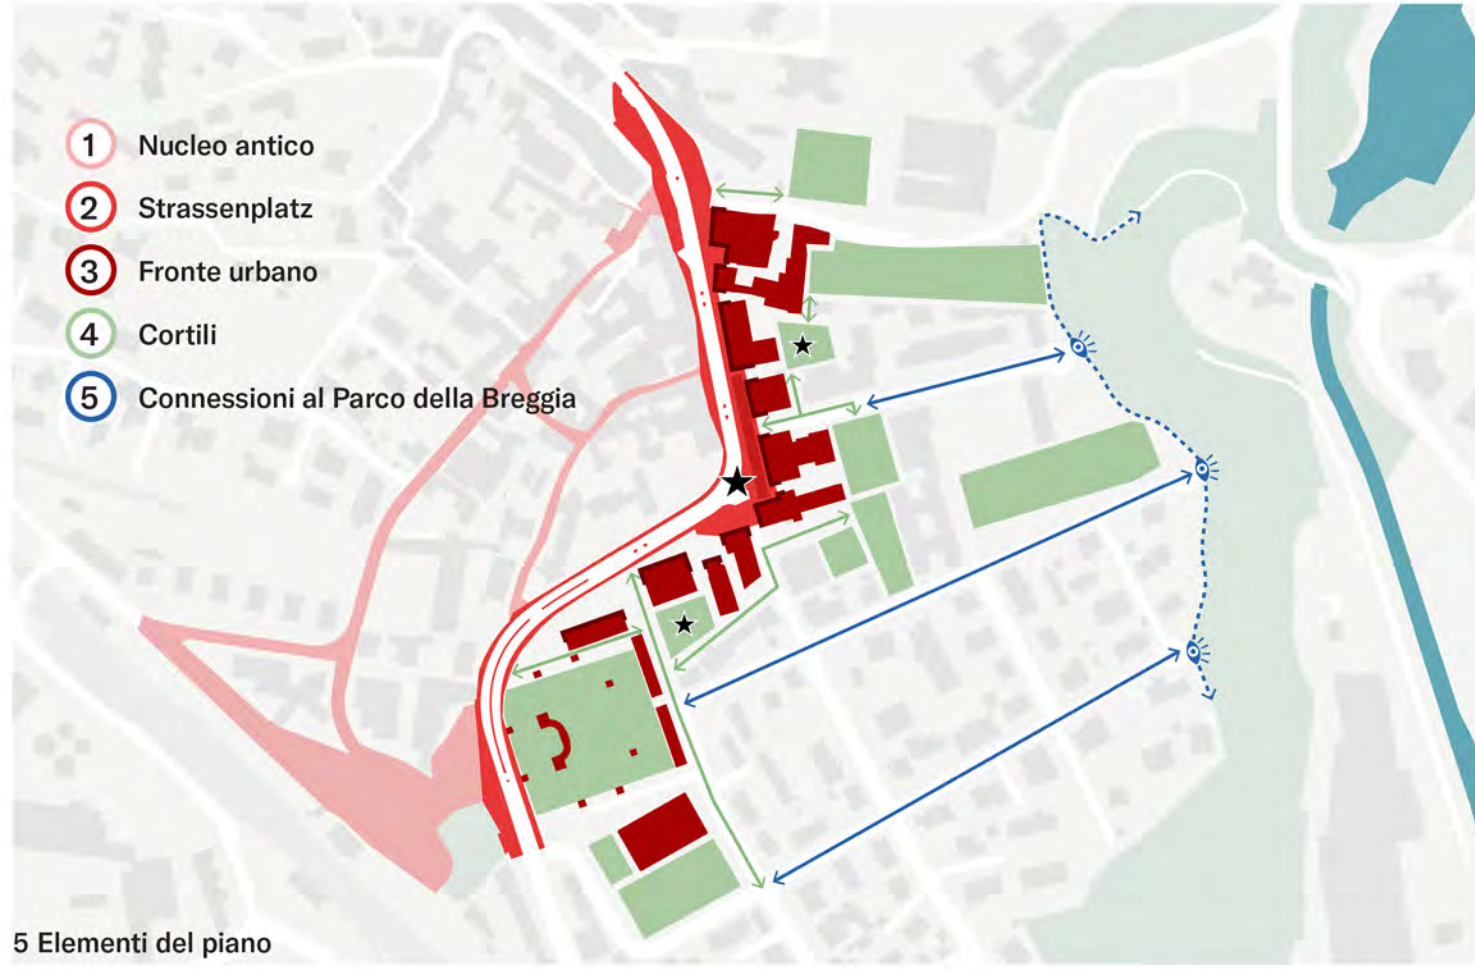 1 Nucleo antico
2 Strassenplatz
3 Fronte urbano
4 Cortili
5 Connessioni al Parco della Breggia
5 Elementi del piano